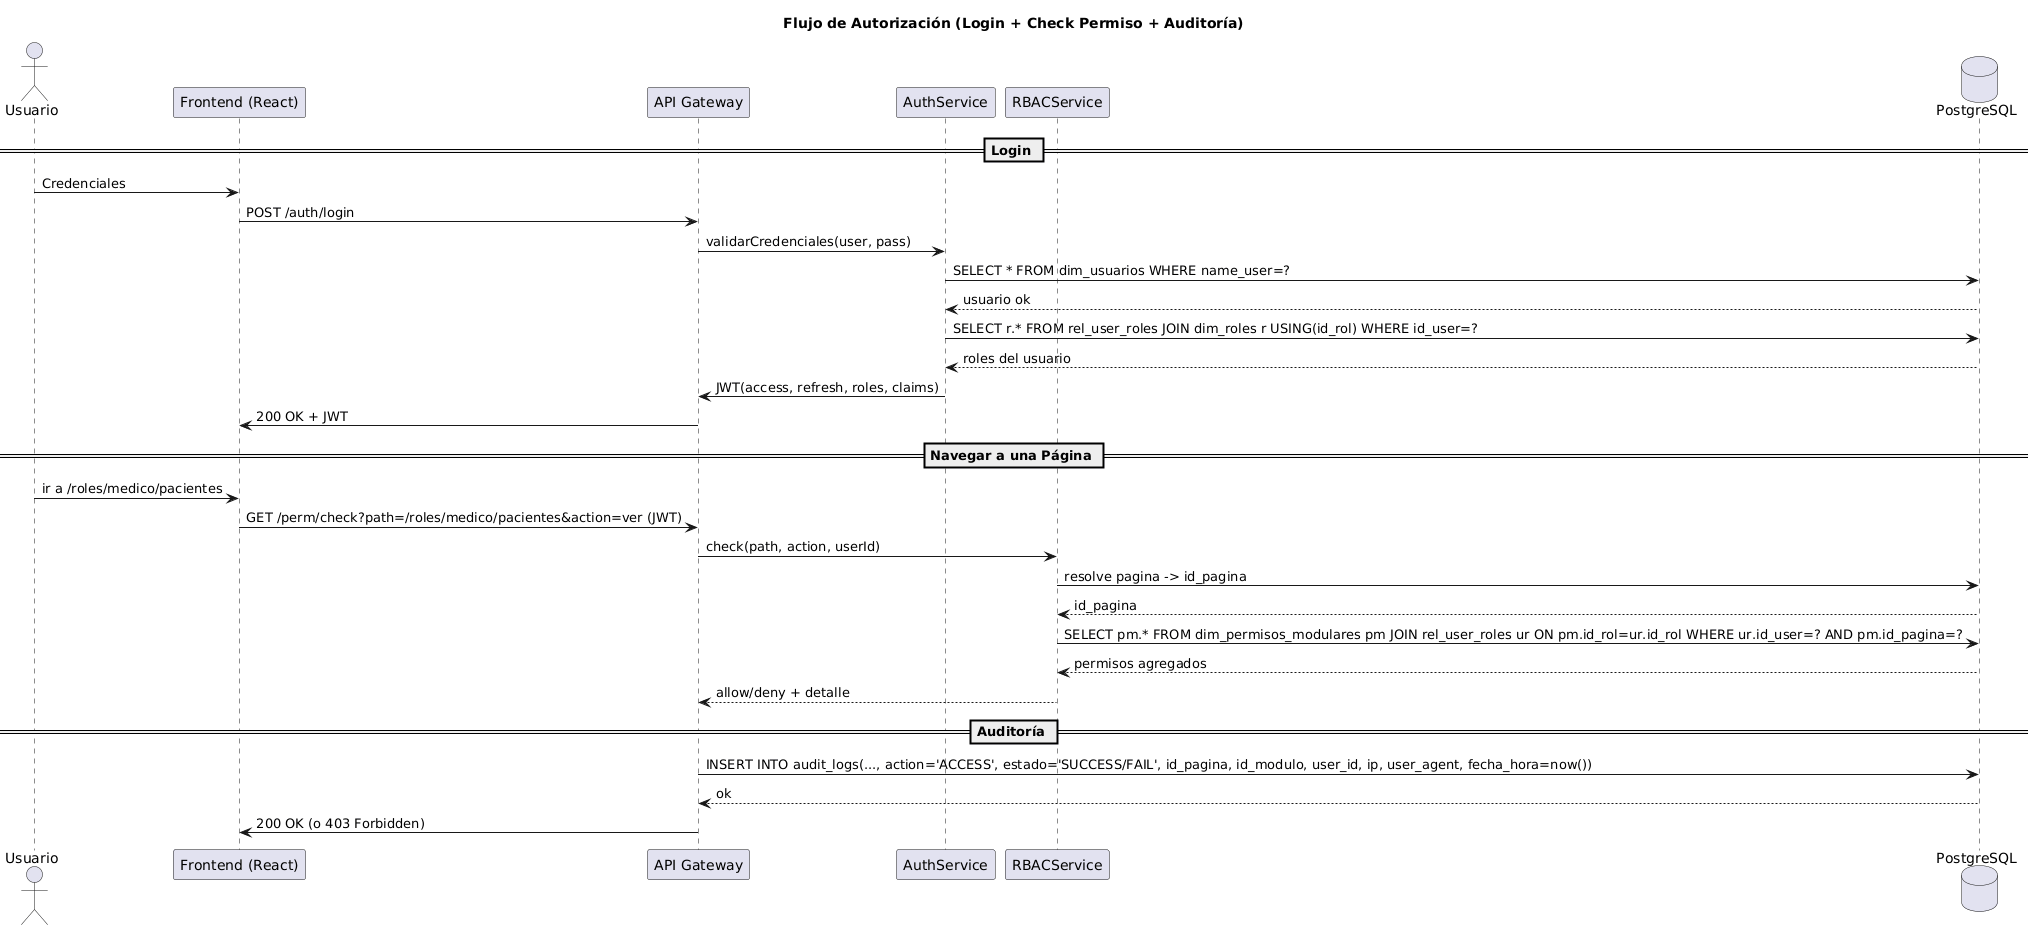 Flujo de Autorización (Login + Check Permiso + Auditoría)
Usuario
Frontend (React)
API Gateway
AuthService
RBACService
PostgreSQL
Login
Credenciales
POST /auth/login
validarCredenciales(user, pass)
SELECT * FROM dim_usuarios WHERE name_user=?
usuario ok
SELECT r.* FROM rel_user_roles JOIN dim_roles r USING(id_rol) WHERE id_user=?
roles del usuario
JWT(access, refresh, roles, claims)
200 OK + JWT
Navegar a una Página
ir a /roles/medico/pacientes
GET /perm/check?path=/roles/medico/pacientes&action=ver (JWT)
check(path, action, userId)
resolve pagina -> id_pagina
id_pagina
SELECT pm.* FROM dim_permisos_modulares pm JOIN rel_user_roles ur ON pm.id_rol=ur.id_rol WHERE ur.id_user=? AND pm.id_pagina=?
permisos agregados
allow/deny + detalle
Auditoría
INSERT INTO audit_logs(..., action='ACCESS', estado='SUCCESS/FAIL', id_pagina, id_modulo, user_id, ip, user_agent, fecha_hora=now())
ok
200 OK (o 403 Forbidden)
Usuario
Frontend (React)
API Gateway
AuthService
RBACService
PostgreSQL